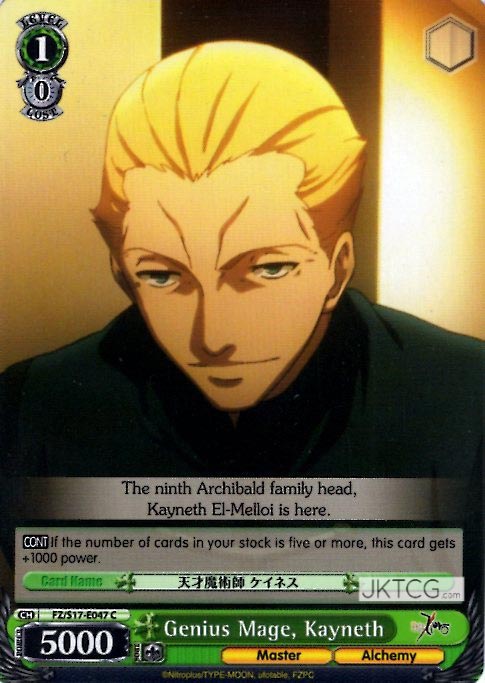 LEVEL
1
0
COST
The ninth Archibald family head,
Kayneth El-Melloi is here.
CONT If the number of cards in your stock is five or more, this card gets
+1000 power.
Card Name 天才魔術師 ケイネス
JKTCG.com
CH FZ/S17-E047 C
5000
Genius Mage, Kayneth
Master Alchemy
©Nitroplus/TYPE-MOON, ufotable, FZPC